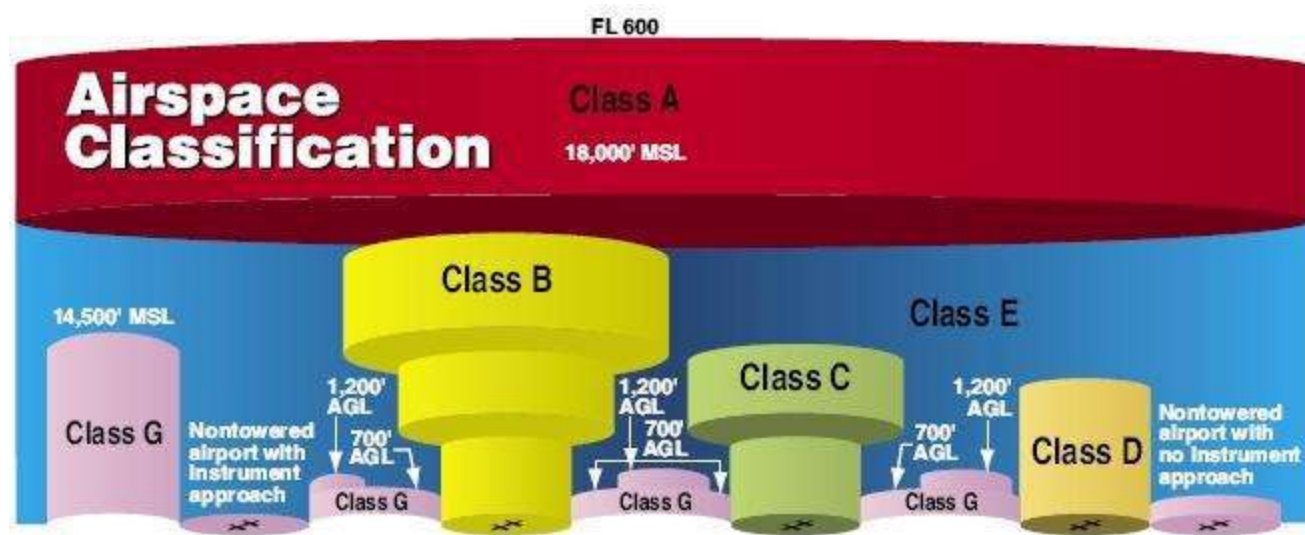 FL 600
Airspace
Classification
Class A
18,000' MSL
Class B
Class E
14,500' MSL
Class C
1,200'
AGL
1,200'
AGL
1,200'
AGL
Class G
Nontowered
airport with
Instrument
approach
700'
AGL
Class G
700'
AGL
Class G
700'
AGL
Class G
Class D
Nontowered
airport with
no Instrument
approach